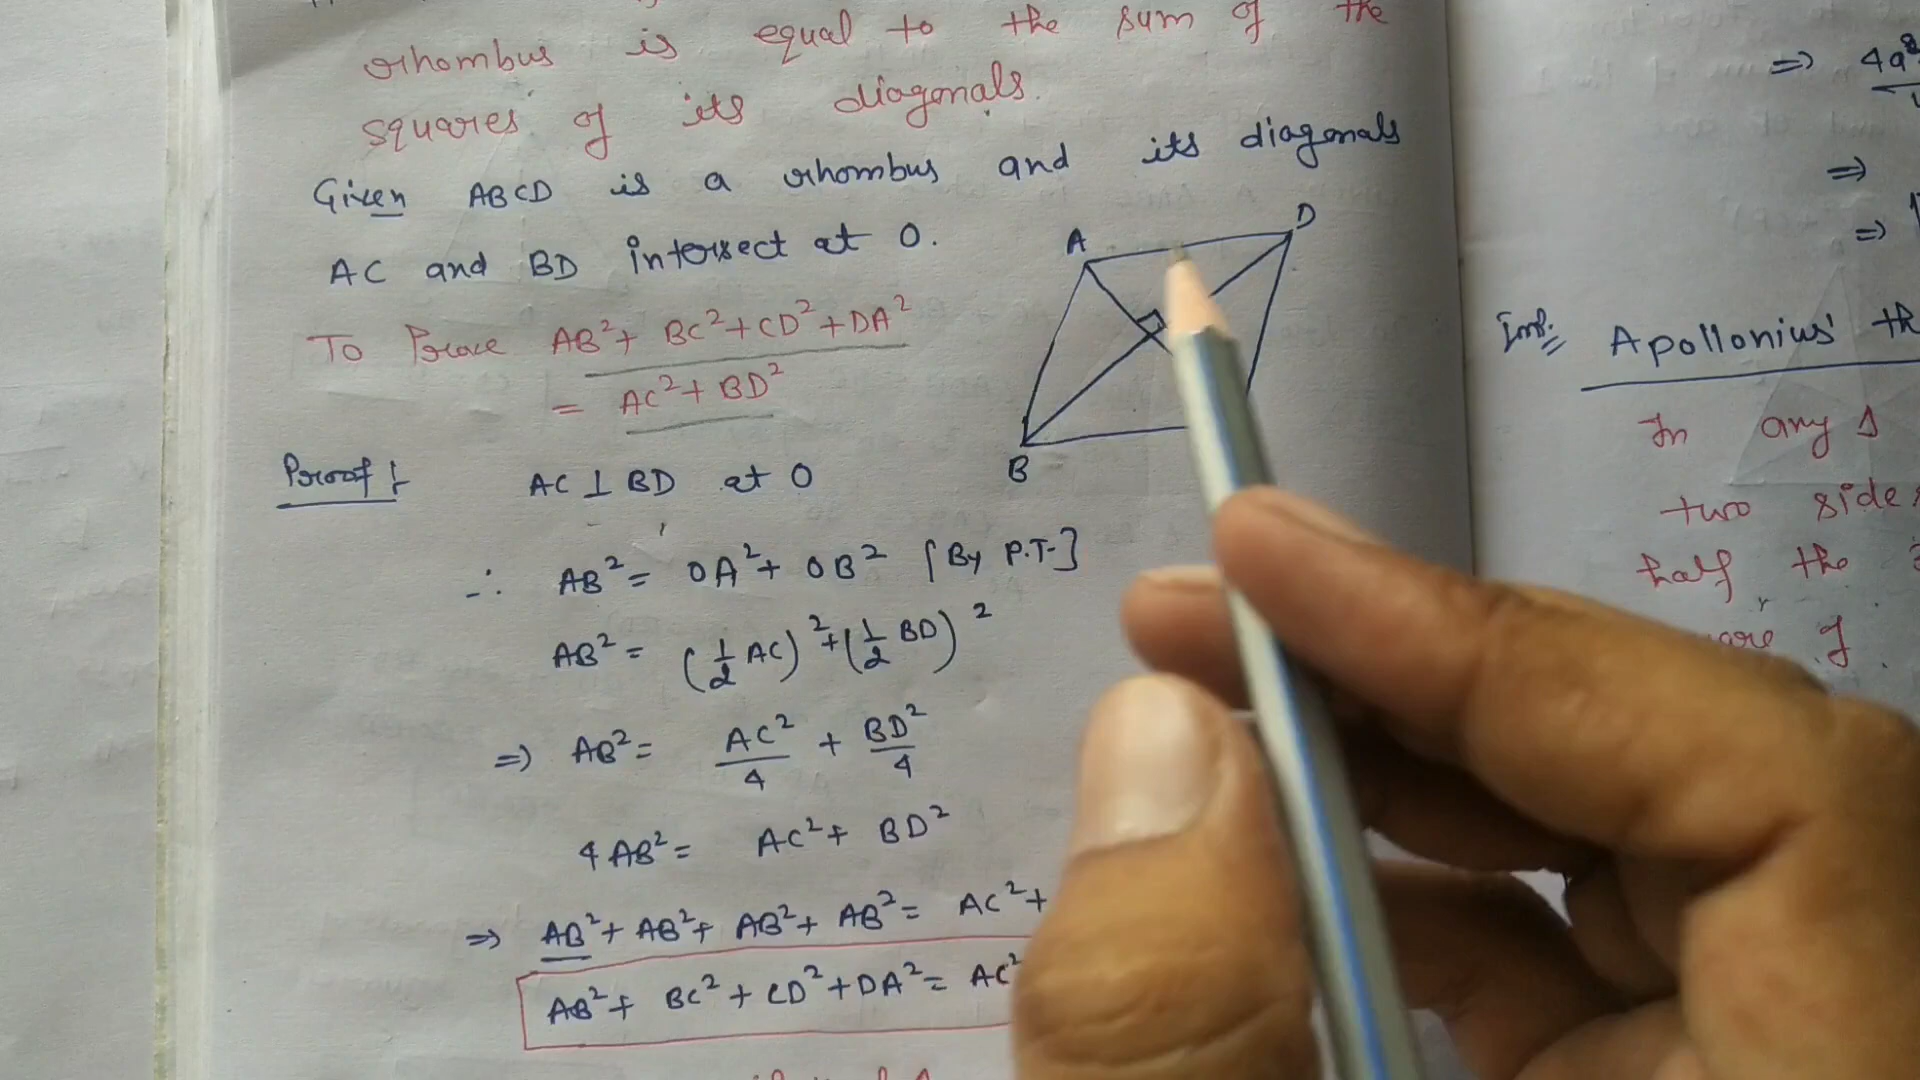 rhombus is equal to the sum of the
squares of its diagonals.
Given ABCD is a rhombus and its diagonals
AC and BD intersect at O.
To Prove AB²+ BC²+CD²+DA²
= AC²+ BD²
A
D
B
Proof :
AC ⊥ BD at O
∴ AB² = OA²+ OB² [By P.T.]
AB² = (1/2 AC)²+(1/2 BD)²
=> AB² = AC²/4 + BD²/4
4AB² = AC²+ BD²
=> AB²+ AB²+ AB²+ AB² = AC²+
AB²+ BC²+ CD²+DA² = AC²
=>
=>
=>
Imp.
Apollonius'
In any
two
half the
of